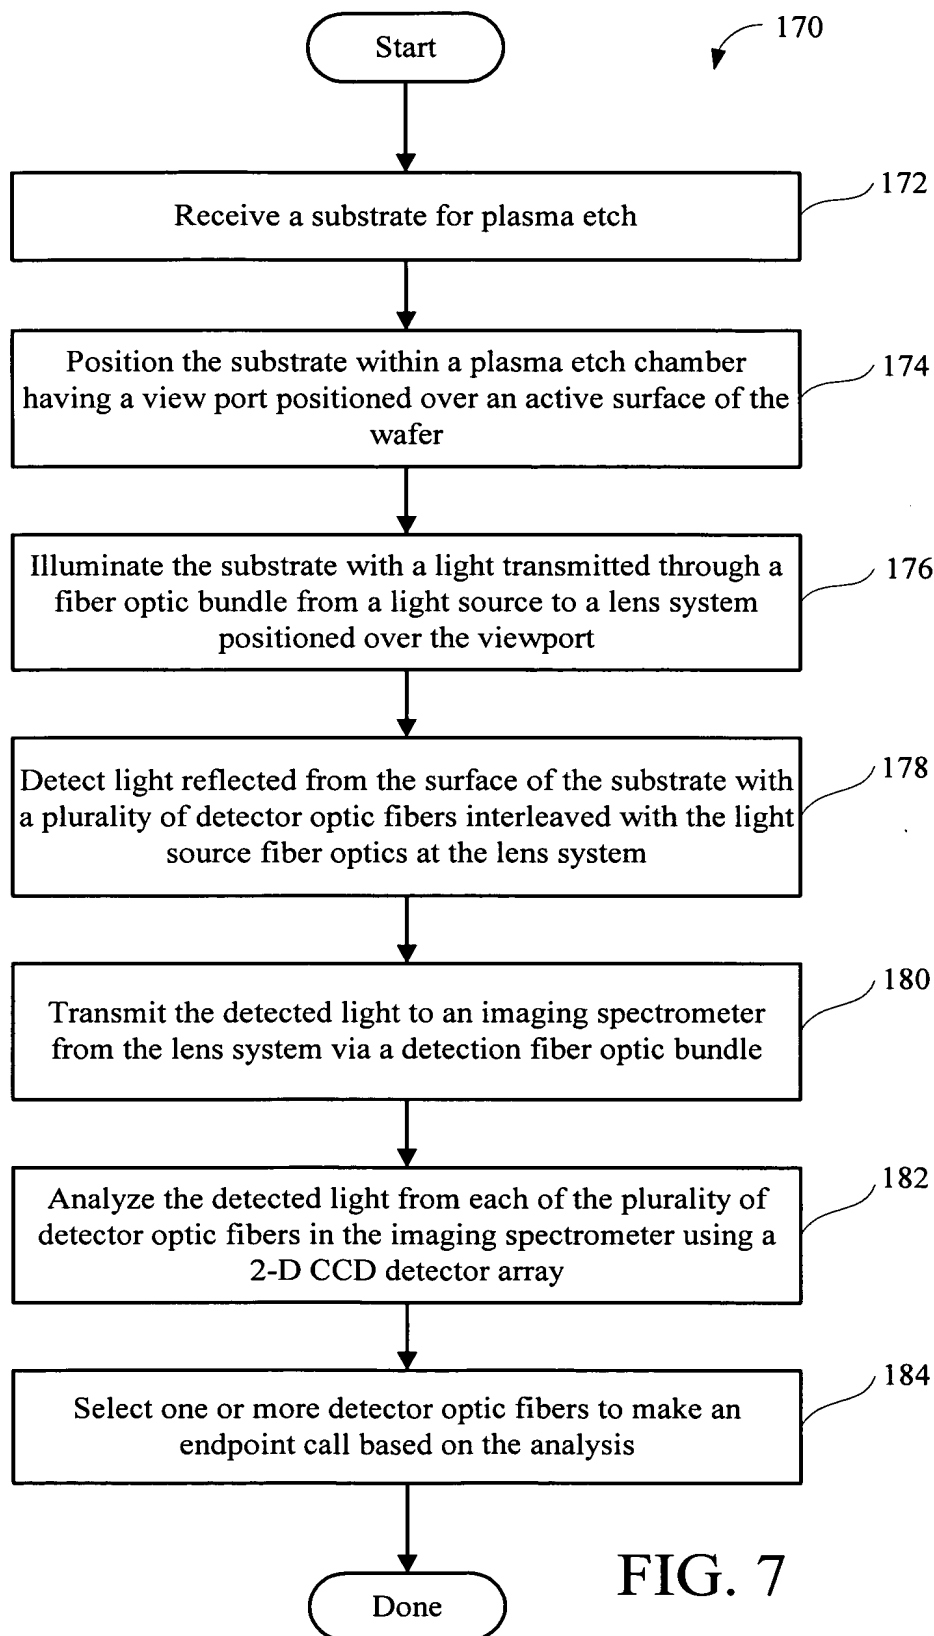 Start
170
172
Receive a substrate for plasma etch
Position the substrate within a plasma etch chamber
having a view port positioned over an active surface of the
wafer
174
Illuminate the substrate with a light transmitted through a
fiber optic bundle from a light source to a lens system
positioned over the viewport
176
Detect light reflected from the surface of the substrate with
a plurality of detector optic fibers interleaved with the light
source fiber optics at the lens system
178
Transmit the detected light to an imaging spectrometer
from the lens system via a detection fiber optic bundle
180
Analyze the detected light from each of the plurality of
detector optic fibers in the imaging spectrometer using a
2-D CCD detector array
182
Select one or more detector optic fibers to make an
endpoint call based on the analysis
184
Done
FIG. 7